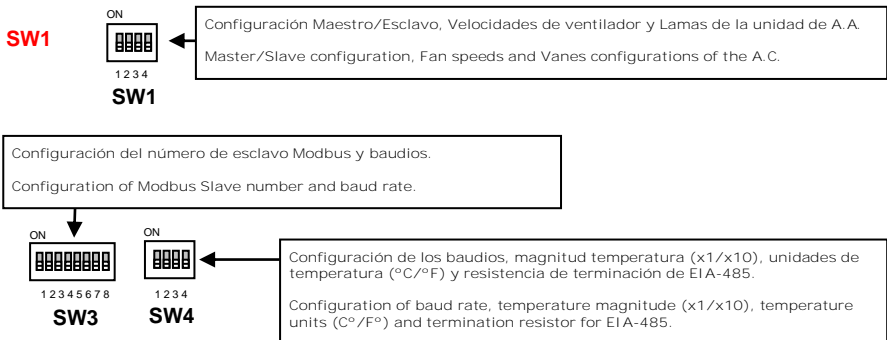 ON
SW1
1 2 3 4
SW1
Configuración Maestro/Esclavo, Velocidades de ventilador y Lamas de la unidad de A.A.
Master/Slave configuration, Fan speeds and Vanes configurations of the A.C.
Configuración del número de esclavo Modbus y baudios.
Configuration of Modbus Slave number and baud rate.
ON
1 2 3 4 5 6 7 8
SW3
ON
1 2 3 4
SW4
Configuración de los baudios, magnitud temperatura (x1/x10), unidades de
temperatura (ºC/ºF) y resistencia de terminación de EIA-485.
Configuration of baud rate, temperature magnitude (x1/x10), temperature
units (Cº/Fº) and termination resistor for EIA-485.